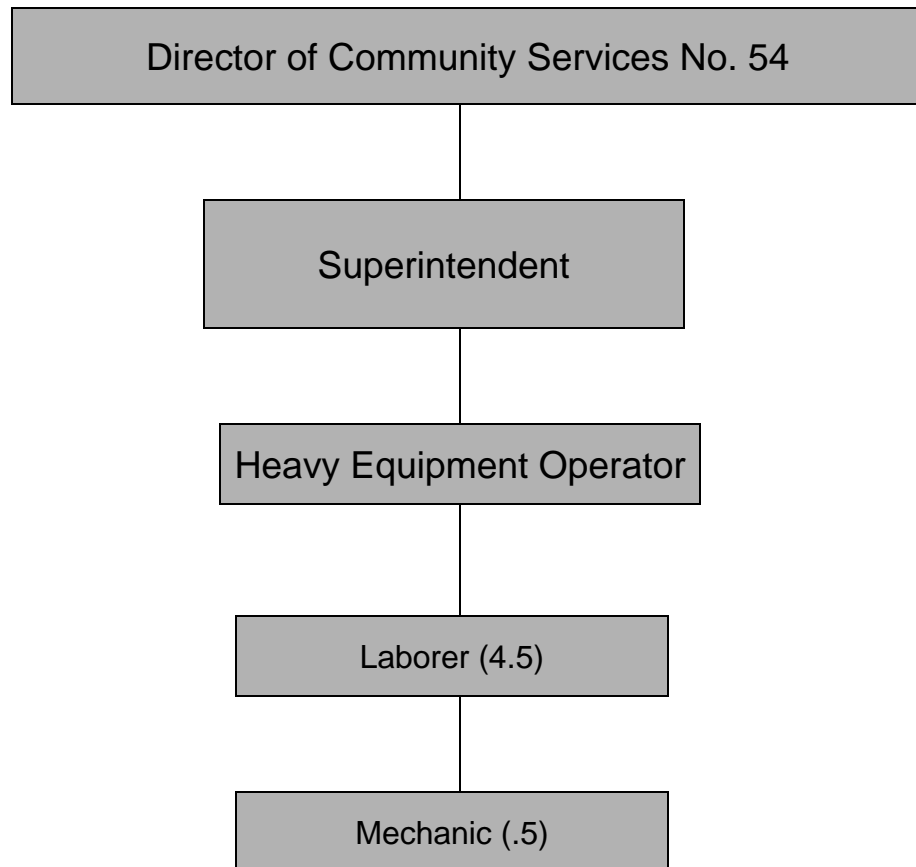 Director of Community Services No. 54
Superintendent
Heavy Equipment Operator
Laborer (4.5)
Mechanic (.5)